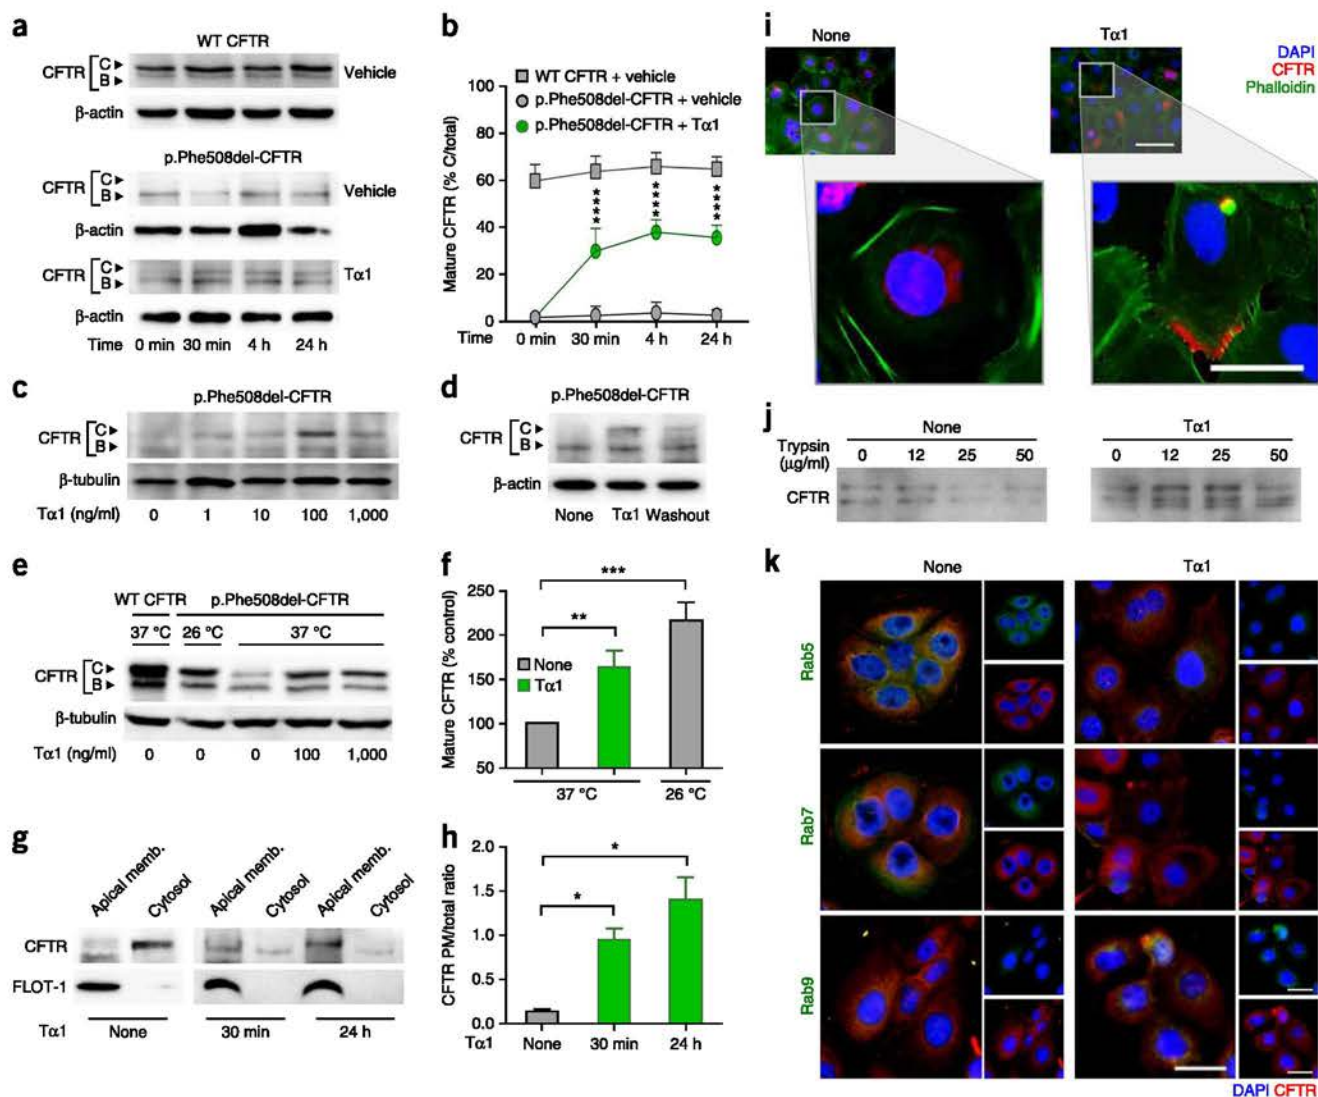 a
WT CFTR
CFTR C B Vehicle
β-actin
p.Phe508del-CFTR
CFTR C B Vehicle
β-actin
CFTR C B Tα1
β-actin
Time 0 min 30 min 4 h 24 h
b
Mature CFTR (% C/total)
100
80
60
40
20
0
WT CFTR + vehicle
p.Phe508del-CFTR + vehicle
p.Phe508del-CFTR + Tα1
**** **** ****
Time 0 min 30 min 4 h 24 h
c
p.Phe508del-CFTR
CFTR C B
β-tubulin
Tα1 (ng/ml) 0 1 10 100 1,000
d
p.Phe508del-CFTR
CFTR C B
β-actin
None Tα1 Washout
e
WT CFTR p.Phe508del-CFTR
37 °C 26 °C 37 °C
CFTR C B
β-tubulin
Tα1 (ng/ml) 0 0 0 100 1,000
f
Mature CFTR (% control)
250
200
150
100
50
***
**
None
Tα1
37 °C 26 °C
g
Apical memb. Cytosol Apical memb. Cytosol Apical memb. Cytosol
CFTR
FLOT-1
Tα1 None 30 min 24 h
h
CFTR PM/total ratio
2.0
1.5
1.0
0.5
0.0
*
*
Tα1 None 30 min 24 h
i
None Tα1
DAPI
CFTR
Phalloidin
j
None Tα1
Trypsin (μg/ml) 0 12 25 50 0 12 25 50
CFTR
k
None Tα1
Rab5
Rab7
Rab9
DAPI CFTR